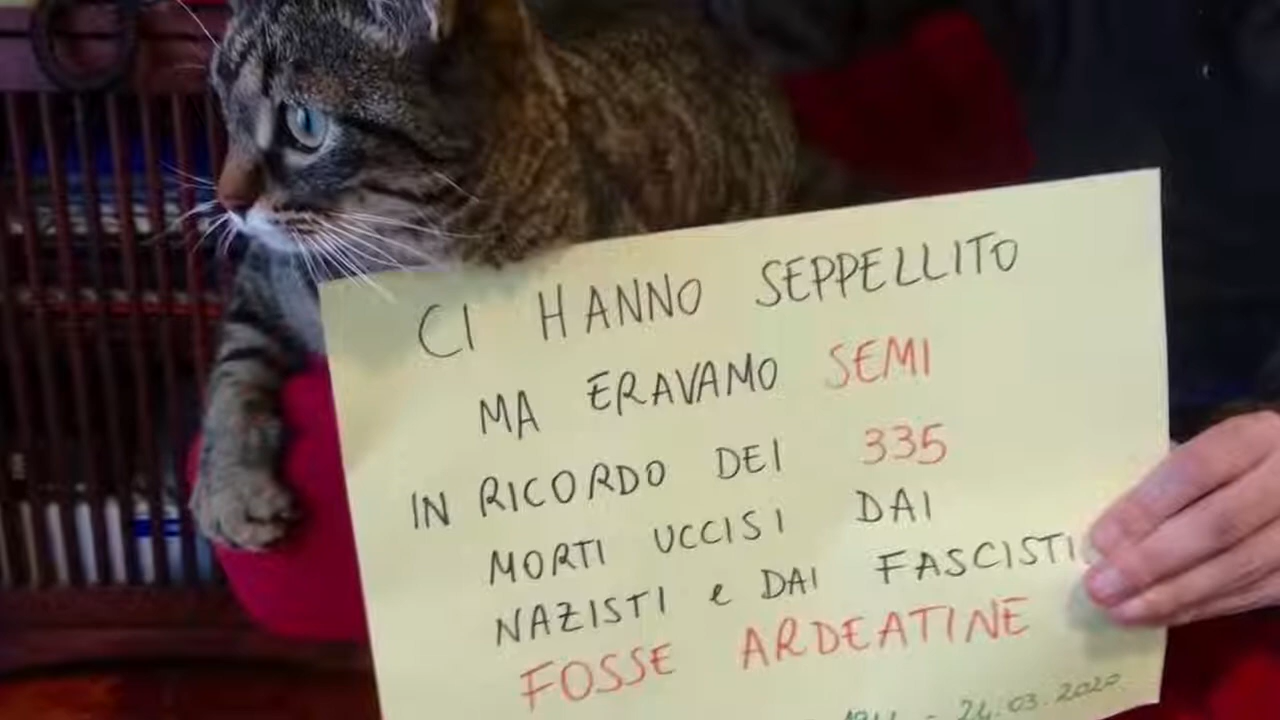 CI HANNO SEPPELLITO
MA ERAVAMO SEMI
IN RICORDO DEI 335
MORTI UCCISI DAI
NAZISTI e DAI FASCISTI
FOSSE ARDEATINE
- 24.03.2020